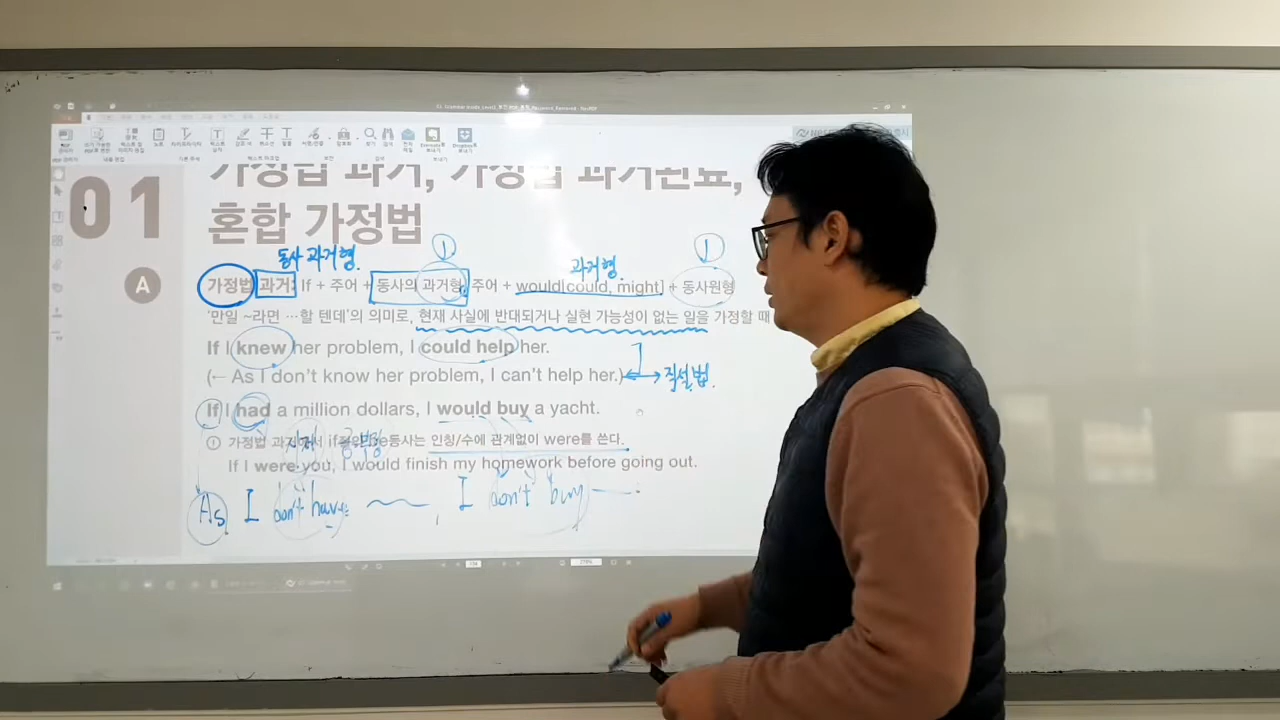 가정법 과거, 가정법 과거완료,
01 혼합 가정법
동사 과거형. ① 과거형. ①
A 가정법 과거: If + 주어 + 동사의 과거형, 주어 + would[could, might] + 동사원형
'만일 ~라면 …할 텐데'의 의미로, 현재 사실에 반대되거나 실현 가능성이 없는 일을 가정할 때
If I knew her problem, I could help her.
(← As I don't know her problem, I can't help her.) ↔ 직설법.
If I had a million dollars, I would buy a yacht.
① 가정법 과거에서 if절의 be동사는 인칭/수에 관계없이 were를 쓴다.
시제 긍부정
If I were you, I would finish my homework before going out.
As I don't have ~, I don't buy —.